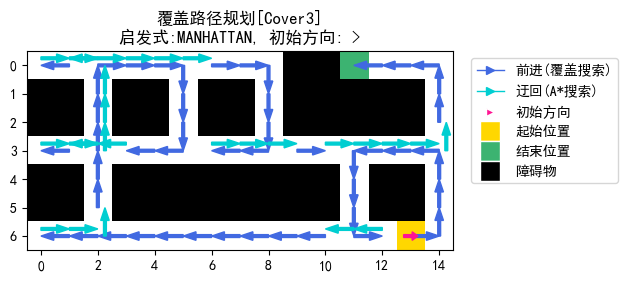 覆盖路径规划[Cover3]
启发式:MANHATTAN, 初始方向: >
前进(覆盖搜索)
迂回(A*搜索)
初始方向
起始位置
结束位置
障碍物
0
1
2
3
4
5
6
0 2 4 6 8 10 12 14